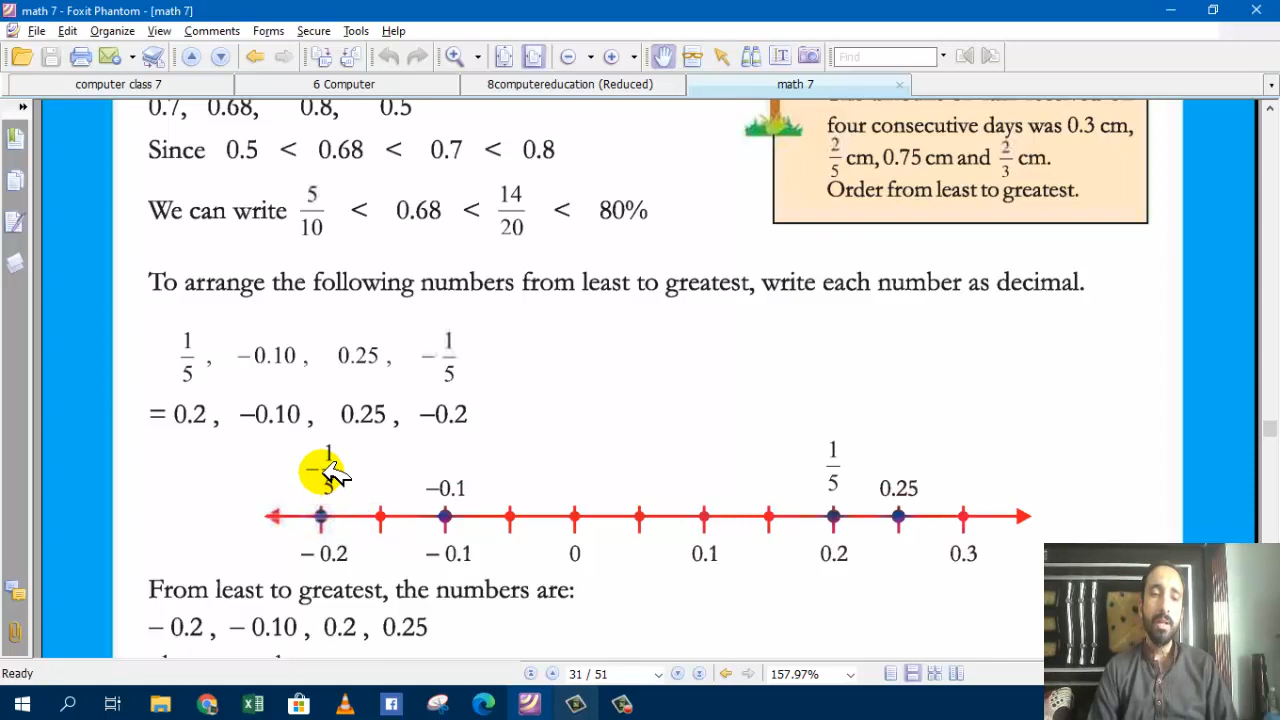 math 7 - Foxit Phantom - [math 7]
File Edit Organize View Comments Forms Secure Tools Help
Find
computer class 7 6 Computer 8computereducation (Reduced) math 7
0.7, 0.68, 0.8, 0.5
Since 0.5 < 0.68 < 0.7 < 0.8
We can write 5/10 < 0.68 < 14/20 < 80%
four consecutive days was 0.3 cm,
2/5 cm, 0.75 cm and 2/3 cm.
Order from least to greatest.
To arrange the following numbers from least to greatest, write each number as decimal.
1/5 , −0.10 , 0.25 , −1/5
= 0.2 , −0.10 , 0.25 , −0.2
−1/5 −0.1 1/5 0.25
− 0.2 − 0.1 0 0.1 0.2 0.3
From least to greatest, the numbers are:
− 0.2 , − 0.10 , 0.2 , 0.25
Ready 31 / 51 157.97%